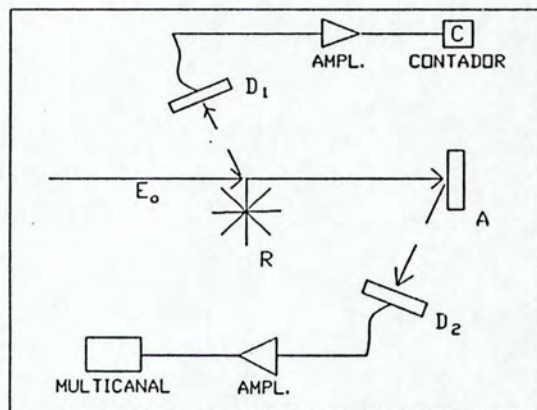 C
AMPL.
CONTADOR
D₁
E₀
R
A
D₂
MULTICANAL
AMPL.